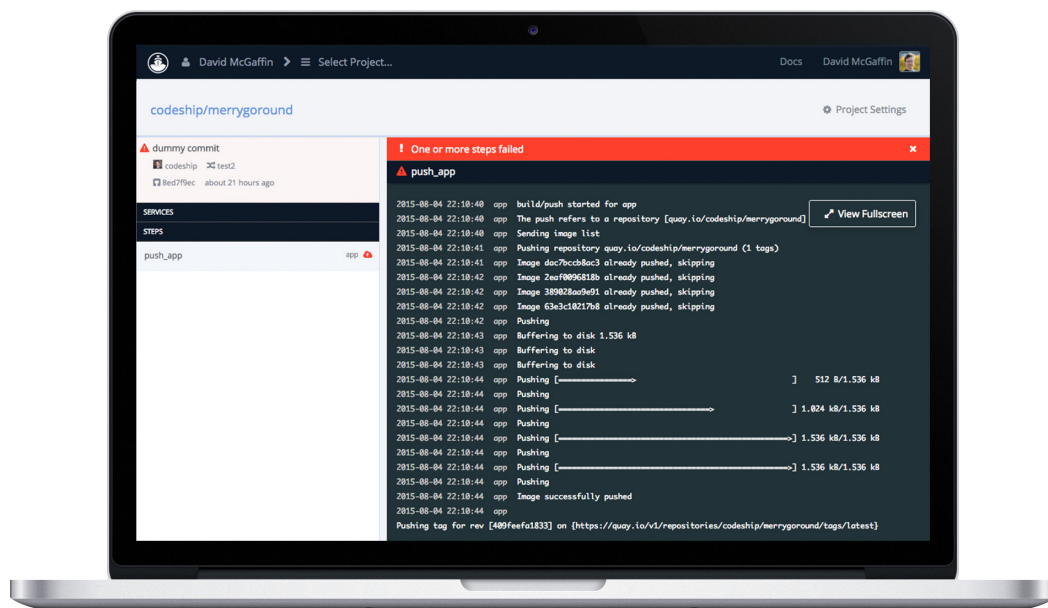 David McGaffin
Select Project...
Docs
David McGaffin
codeship/merrygoround
Project Settings
dummy commit
codeship test2
8ed7f9ec about 21 hours ago
SERVICES
STEPS
push_app app
! One or more steps failed ×
push_app
View Fullscreen
2015-08-04 22:10:40 app build/push started for app
2015-08-04 22:10:40 app The push refers to a repository [quay.io/codeship/merrygoround]
2015-08-04 22:10:40 app Sending image list
2015-08-04 22:10:41 app Pushing repository quay.io/codeship/merrygoround (1 tags)
2015-08-04 22:10:41 app Image dac7bccb8ac3 already pushed, skipping
2015-08-04 22:10:42 app Image 2eaf0096818b already pushed, skipping
2015-08-04 22:10:42 app Image 389028aa9e91 already pushed, skipping
2015-08-04 22:10:42 app Image 63e3c10217b8 already pushed, skipping
2015-08-04 22:10:42 app Pushing
2015-08-04 22:10:43 app Buffering to disk 1.536 kB
2015-08-04 22:10:43 app Buffering to disk
2015-08-04 22:10:43 app Buffering to disk
2015-08-04 22:10:44 app Pushing [================> ] 512 B/1.536 kB
2015-08-04 22:10:44 app Pushing
2015-08-04 22:10:44 app Pushing [=================================> ] 1.024 kB/1.536 kB
2015-08-04 22:10:44 app Pushing
2015-08-04 22:10:44 app Pushing [==================================================>] 1.536 kB/1.536 kB
2015-08-04 22:10:44 app Pushing
2015-08-04 22:10:44 app Pushing [==================================================>] 1.536 kB/1.536 kB
2015-08-04 22:10:44 app Pushing
2015-08-04 22:10:44 app Image successfully pushed
2015-08-04 22:10:44 app
Pushing tag for rev [409feefa1833] on {https://quay.io/v1/repositories/codeship/merrygoround/tags/latest}